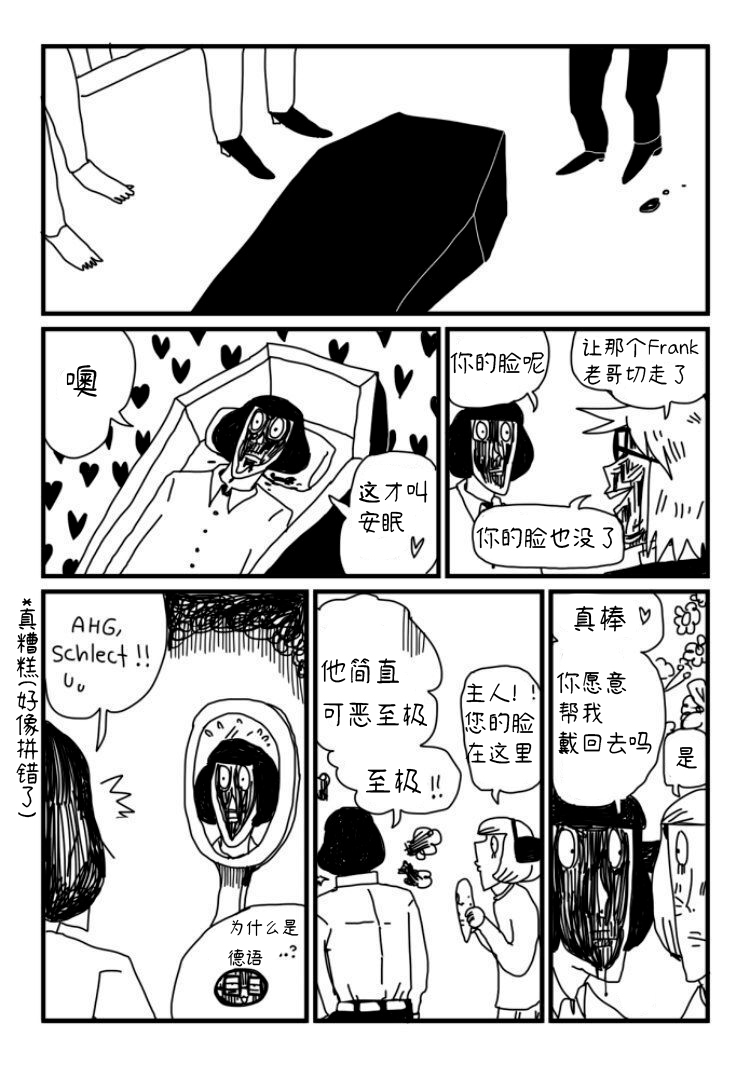 噢
这才叫
安眠
你的脸呢
让那个Frank
老哥切走了
你的脸也没了
AHG,
Schlect!!
*真糟糕(好像拼错了)
为什么是
德语..?
他简直
可恶至极
至极!!
主人!!
您的脸
在这里
真棒
你愿意
帮我
戴回去吗
是